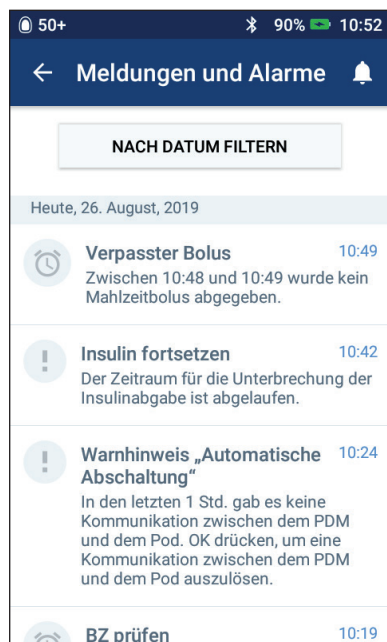 50+ 90% 10:52
Meldungen und Alarme
NACH DATUM FILTERN
Heute, 26. August, 2019
Verpasster Bolus 10:49
Zwischen 10:48 und 10:49 wurde kein
Mahlzeitbolus abgegeben.
Insulin fortsetzen 10:42
Der Zeitraum für die Unterbrechung der
Insulinabgabe ist abgelaufen.
Warnhinweis „Automatische 10:24
Abschaltung“
In den letzten 1 Std. gab es keine
Kommunikation zwischen dem PDM
und dem Pod. OK drücken, um eine
Kommunikation zwischen dem PDM
und dem Pod auszulösen.
BZ prüfen 10:19